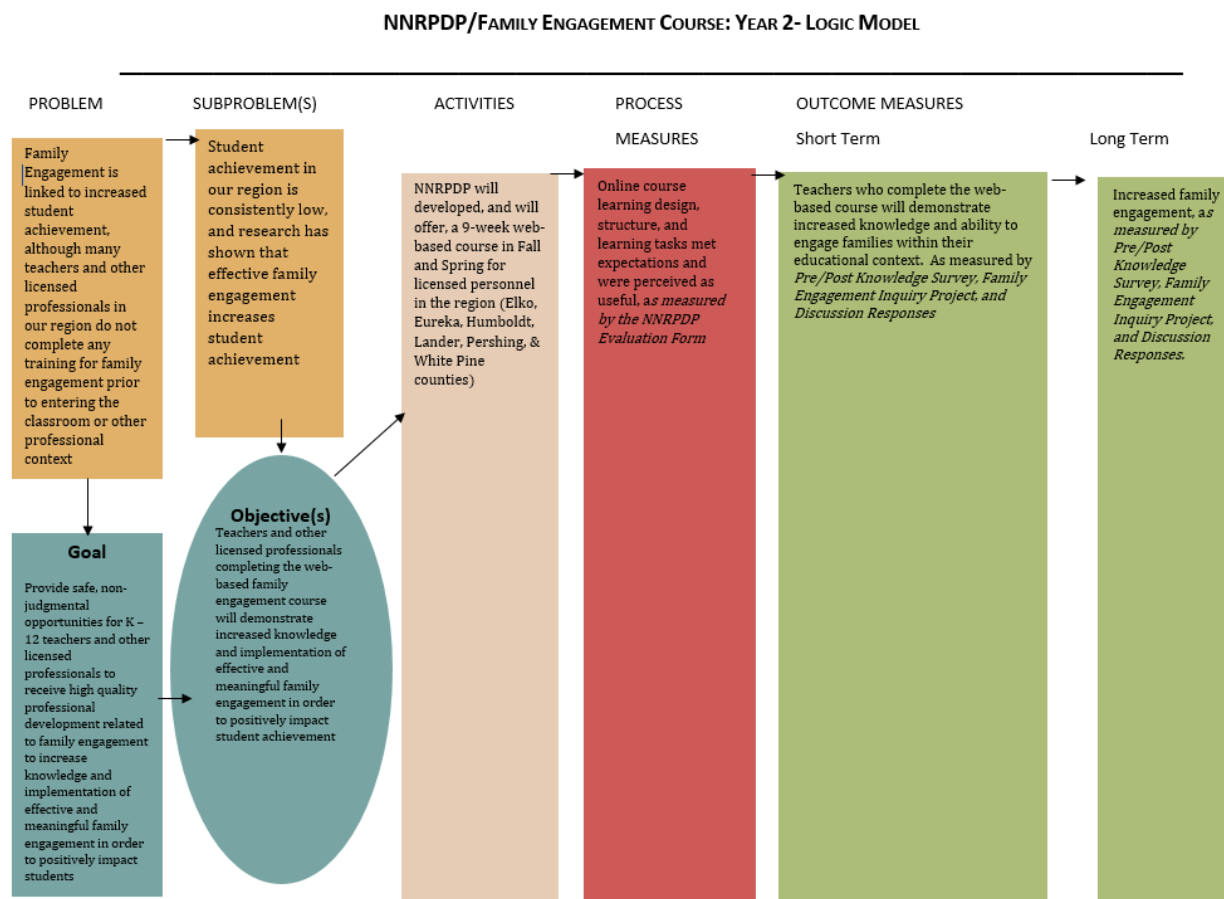 NNRPDP/FAMILY ENGAGEMENT COURSE: YEAR 2- LOGIC MODEL
PROBLEM
SUBPROBLEM(S)
ACTIVITIES
PROCESS
MEASURES
OUTCOME MEASURES
Short Term
Long Term
Family
Engagement is
linked to increased
student
achievement,
although many
teachers and other
licensed
professionals in
our region do not
complete any
training for family
engagement prior
to entering the
classroom or other
professional
context
Student
achievement in
our region is
consistently low,
and research has
shown that
effective family
engagement
increases
student
achievement
NNRPDP will
developed, and will
offer, a 9-week web-
based course in Fall
and Spring for
licensed personnel
in the region (Elko,
Eureka, Humboldt,
Lander, Pershing, &
White Pine
counties)
Online course
learning design,
structure, and
learning tasks met
expectations and
were perceived as
useful, as measured
by the NNRPDP
Evaluation Form
Teachers who complete the web-
based course will demonstrate
increased knowledge and ability to
engage families within their
educational context.  As measured by
Pre/Post Knowledge Survey, Family
Engagement Inquiry Project, and
Discussion Responses
Increased family
engagement, as
measured by
Pre/Post
Knowledge
Survey, Family
Engagement
Inquiry Project,
and Discussion
Responses.
Goal
Provide safe, non-
judgmental
opportunities for K –
12 teachers and other
licensed
professionals to
receive high quality
professional
development related
to family engagement
to increase
knowledge and
implementation of
effective and
meaningful family
engagement in order
to positively impact
students
Objective(s)
Teachers and other
licensed professionals
completing the web-
based family
engagement course
will demonstrate
increased knowledge
and implementation of
effective and
meaningful family
engagement in order
to positively impact
student achievement